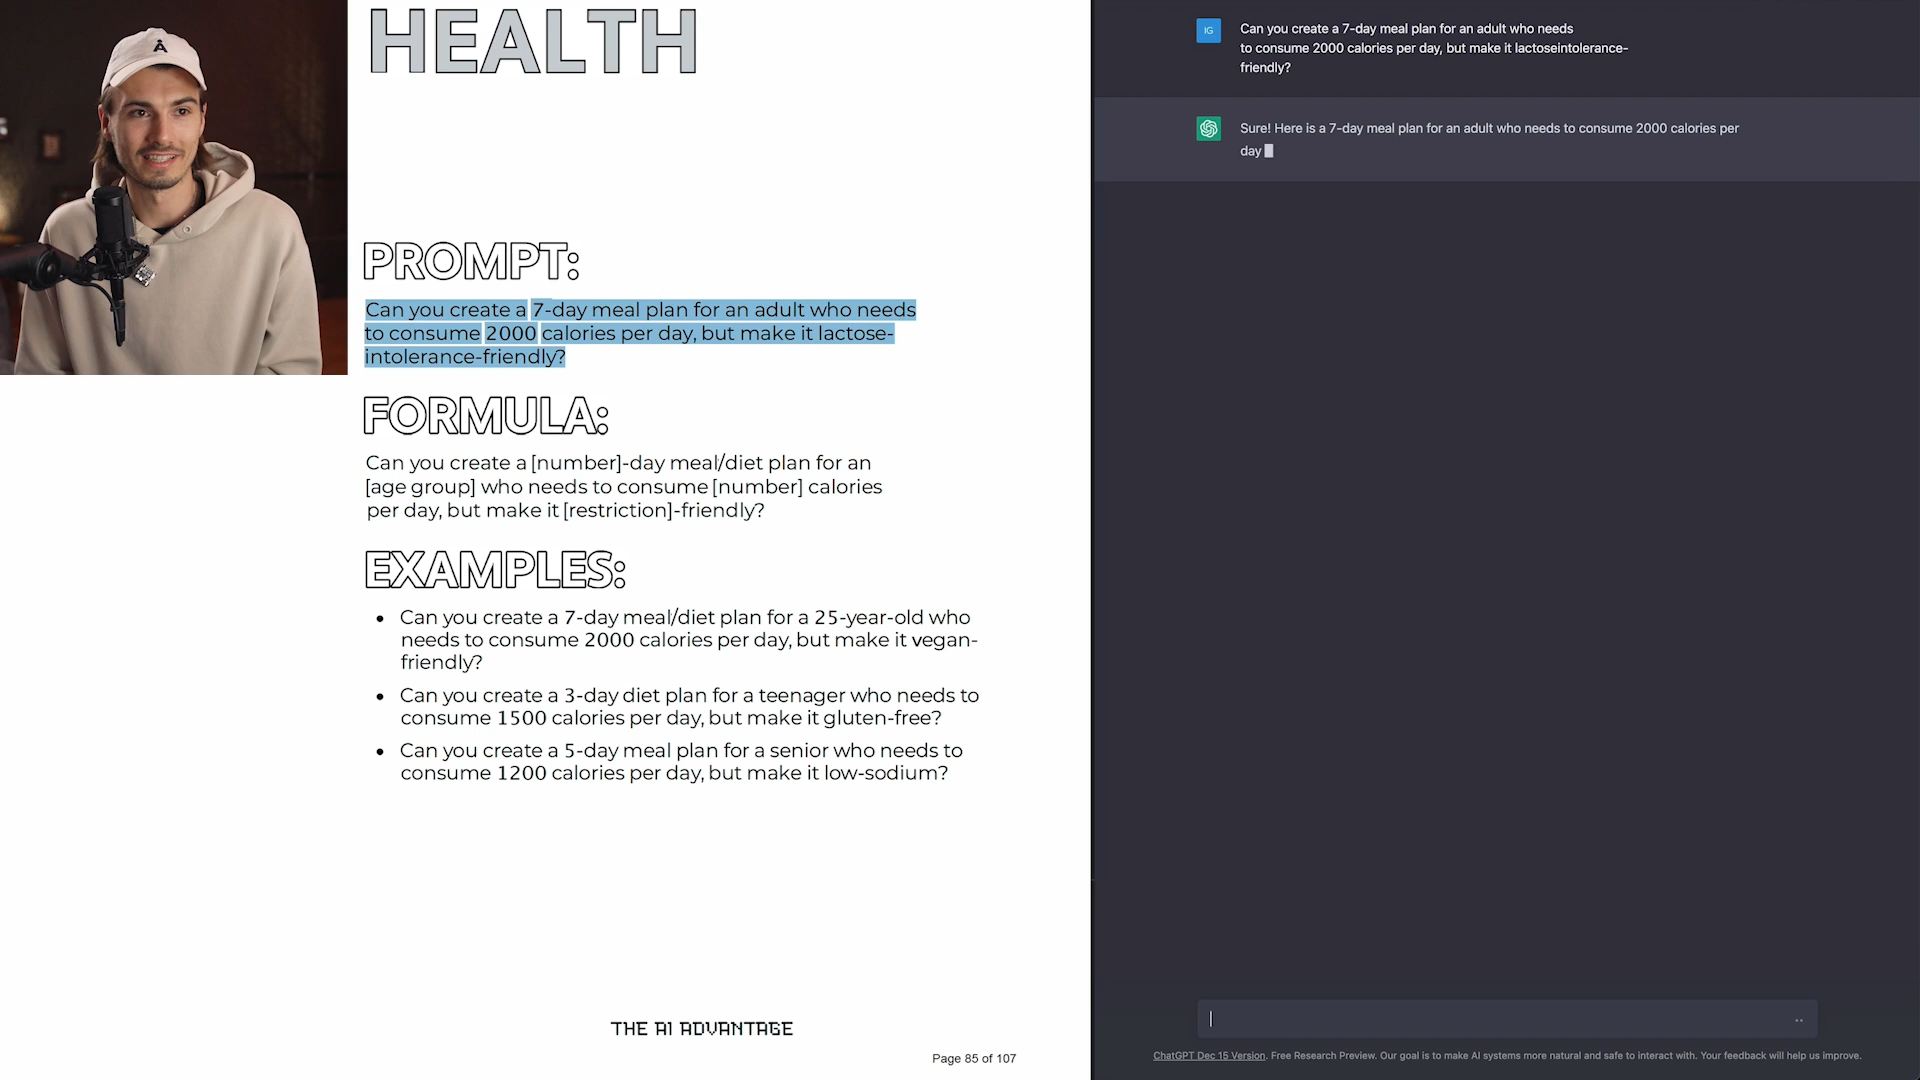 HEALTH
PROMPT:
Can you create a 7-day meal plan for an adult who needs
to consume 2000 calories per day, but make it lactose-
intolerance-friendly?
FORMULA:
Can you create a [number]-day meal/diet plan for an
[age group] who needs to consume [number] calories
per day, but make it [restriction]-friendly?
EXAMPLES:
• Can you create a 7-day meal/diet plan for a 25-year-old who
needs to consume 2000 calories per day, but make it vegan-
friendly?
• Can you create a 3-day diet plan for a teenager who needs to
consume 1500 calories per day, but make it gluten-free?
• Can you create a 5-day meal plan for a senior who needs to
consume 1200 calories per day, but make it low-sodium?
THE AI ADVANTAGE
Page 85 of 107
IG
Can you create a 7-day meal plan for an adult who needs
to consume 2000 calories per day, but make it lactoseintolerance-
friendly?
Sure! Here is a 7-day meal plan for an adult who needs to consume 2000 calories per
day
ChatGPT Dec 15 Version. Free Research Preview. Our goal is to make AI systems more natural and safe to interact with. Your feedback will help us improve.